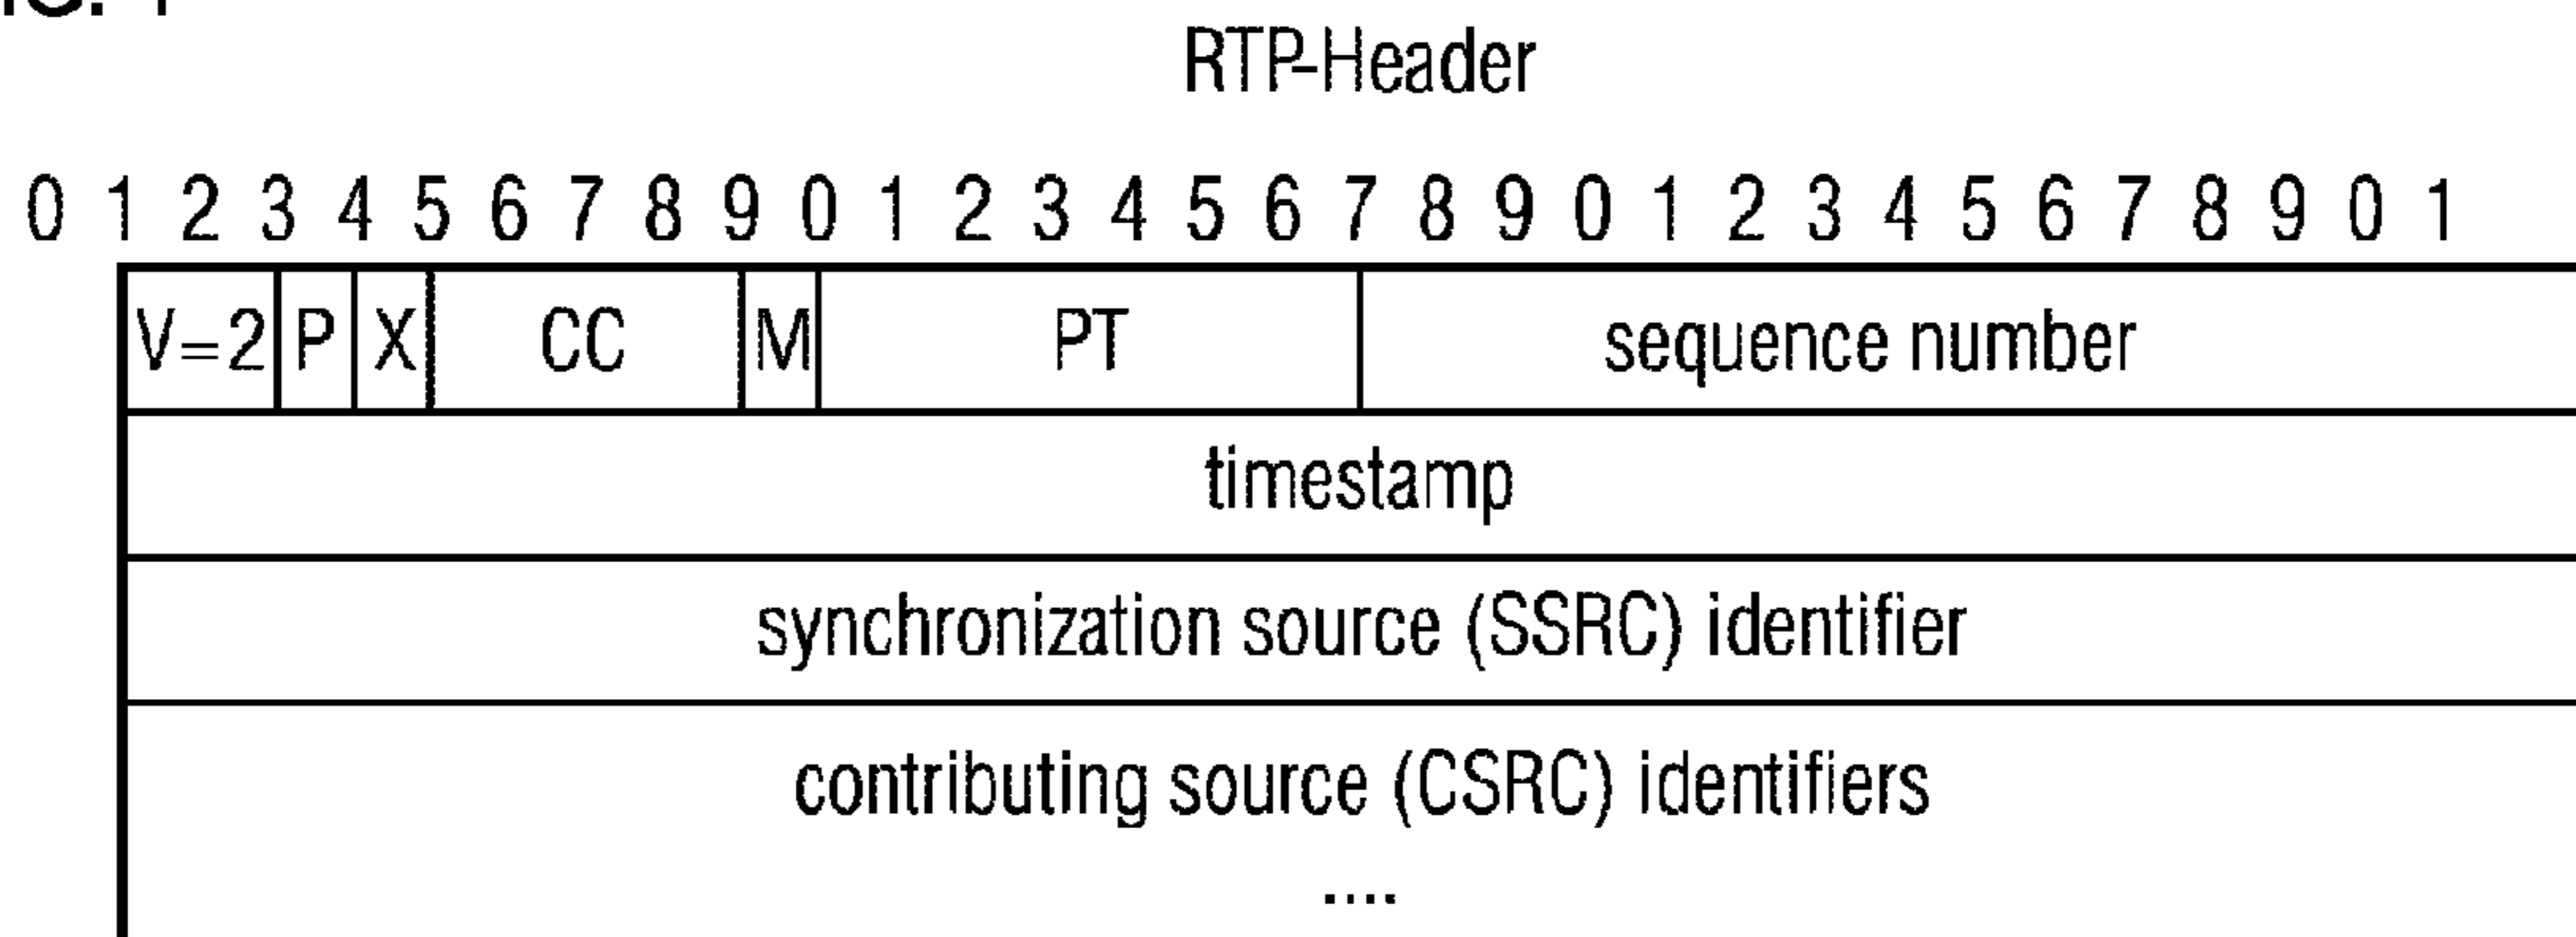 RTP-Header
0 1 2 3 4 5 6 7 8 9 0 1 2 3 4 5 6 7 8 9 0 1 2 3 4 5 6 7 8 9 0 1
V=2 P X CC M PT sequence number
timestamp
synchronization source (SSRC) identifier
contributing source (CSRC) identifiers
....